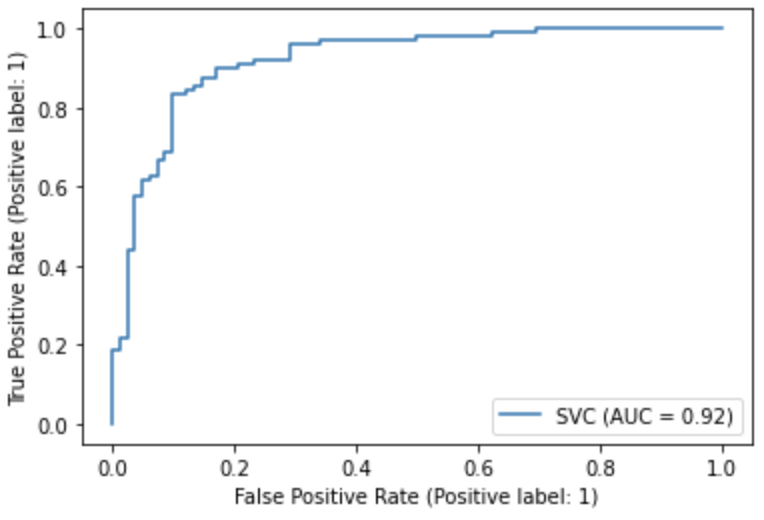 True Positive Rate (Positive label: 1)
1.0
0.8
0.6
0.4
0.2
0.0
SVC (AUC = 0.92)
0.0 0.2 0.4 0.6 0.8 1.0
False Positive Rate (Positive label: 1)